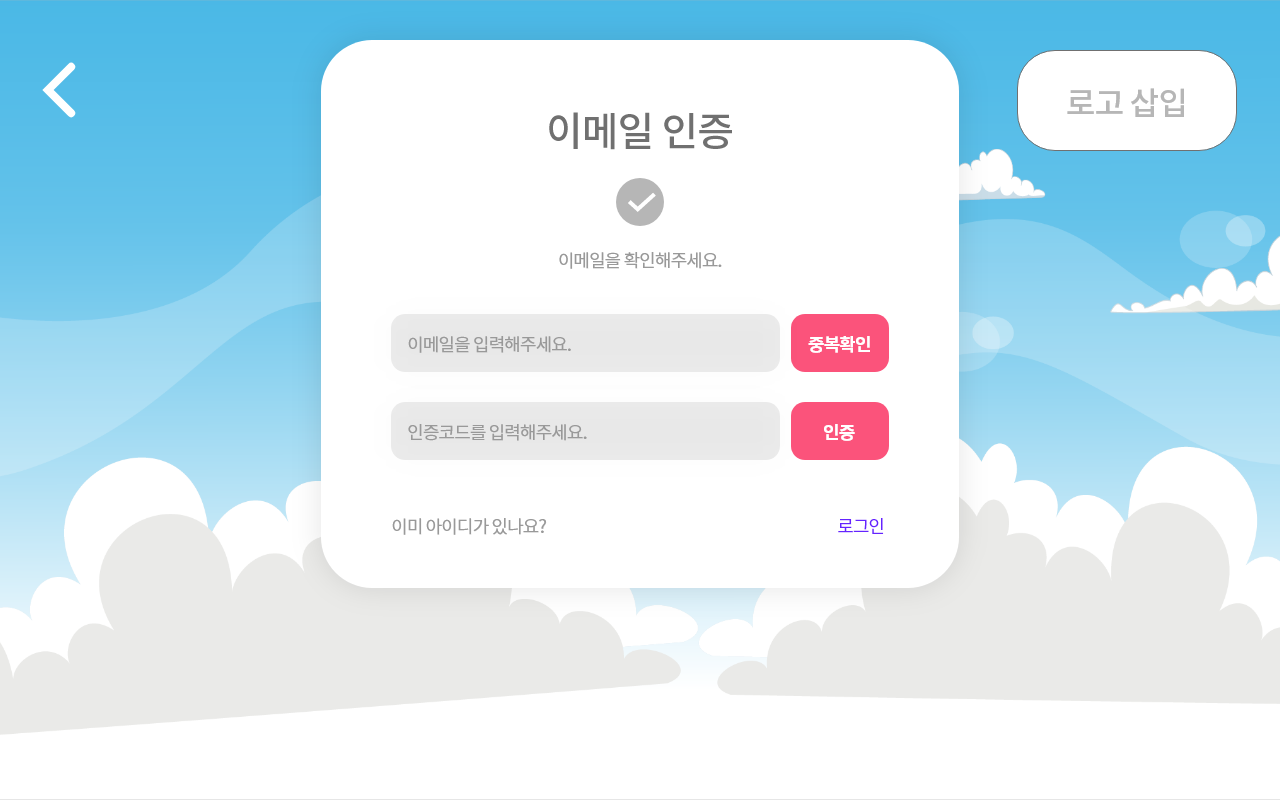 로고 삽입
이메일 인증
이메일을 확인해주세요.
이메일을 입력해주세요.
중복확인
인증코드를 입력해주세요.
인증
이미 아이디가 있나요?
로그인